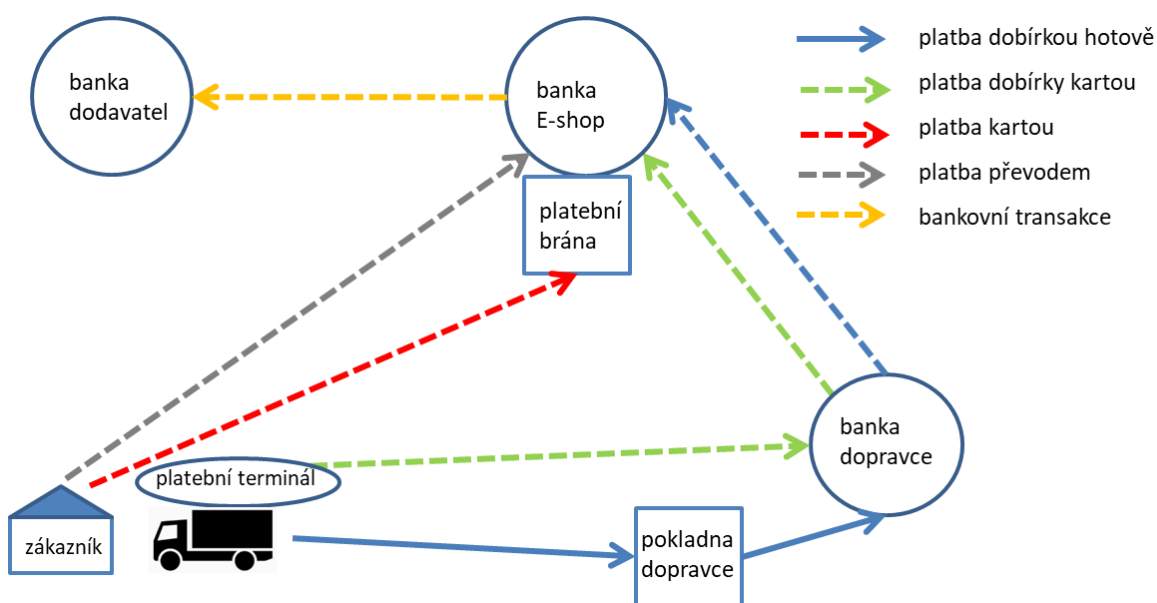 banka
dodavatel
banka
E-shop
platební
brána
platba dobírkou hotově
platba dobírky kartou
platba kartou
platba převodem
bankovní transakce
banka
dopravce
platební terminál
zákazník
pokladna
dopravce